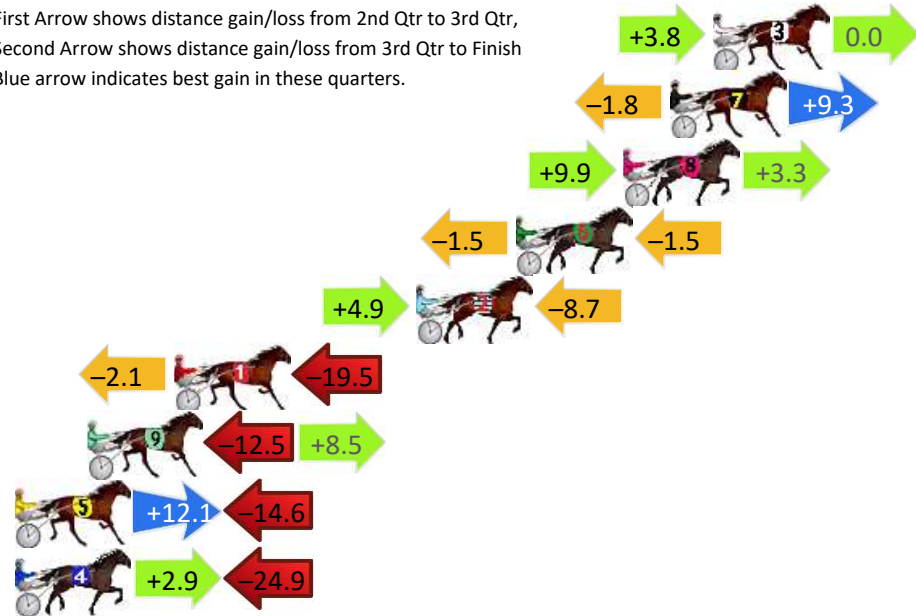 First Arrow shows distance gain/loss from 2nd Qtr to 3rd Qtr,
Second Arrow shows distance gain/loss from 3rd Qtr to Finish
Blue arrow indicates best gain in these quarters.
+3.8 3 0.0
−1.8 7 +9.3
+9.9 8 +3.3
−1.5 6 −1.5
+4.9 −8.7
−2.1 1 −19.5
9 −12.5 +8.5
5 +12.1 −14.6
4 +2.9 −24.9